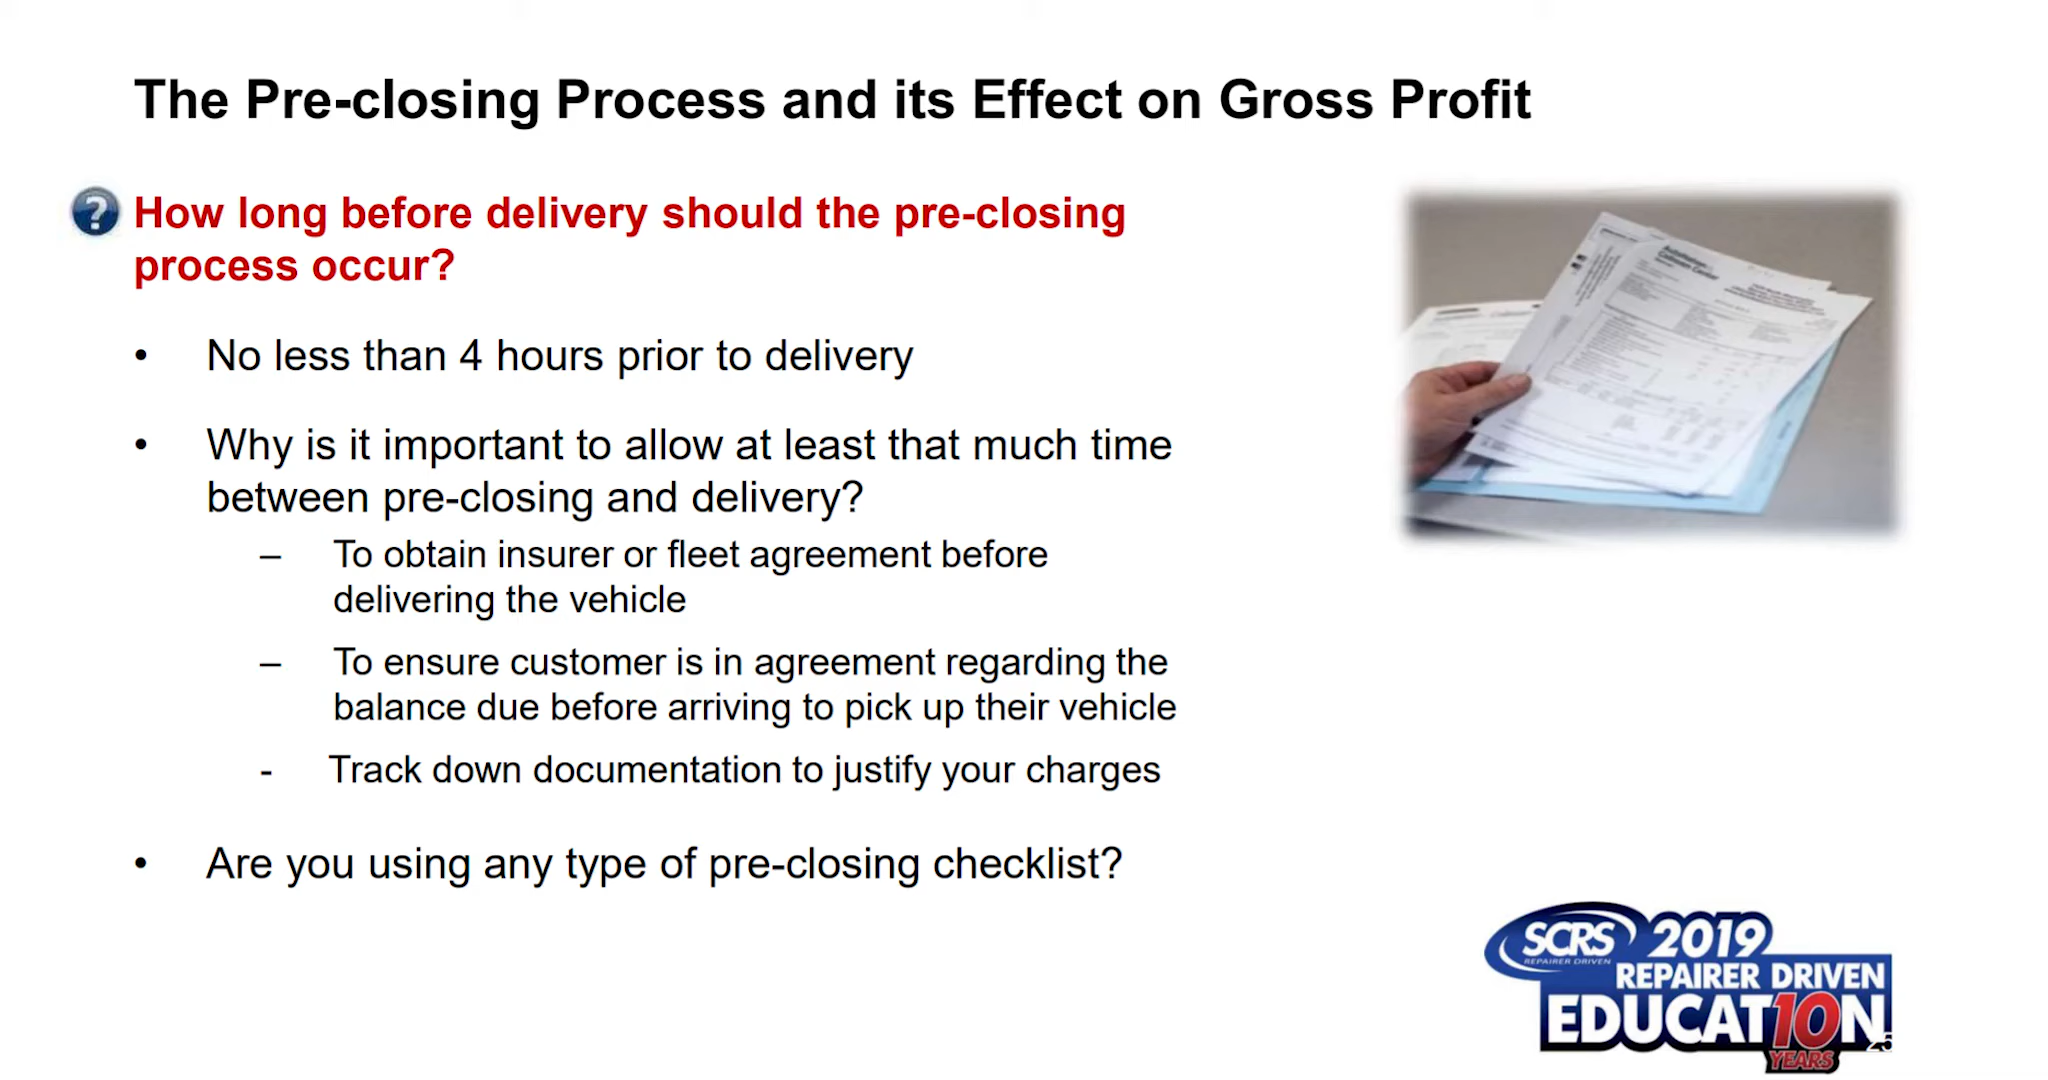 The Pre-closing Process and its Effect on Gross Profit
? How long before delivery should the pre-closing
process occur?
• No less than 4 hours prior to delivery
• Why is it important to allow at least that much time
between pre-closing and delivery?
– To obtain insurer or fleet agreement before
delivering the vehicle
– To ensure customer is in agreement regarding the
balance due before arriving to pick up their vehicle
- Track down documentation to justify your charges
• Are you using any type of pre-closing checklist?
SCRS 2019
REPAIRER DRIVEN
REPAIRER DRIVEN
EDUCAT10N
YEARS
25